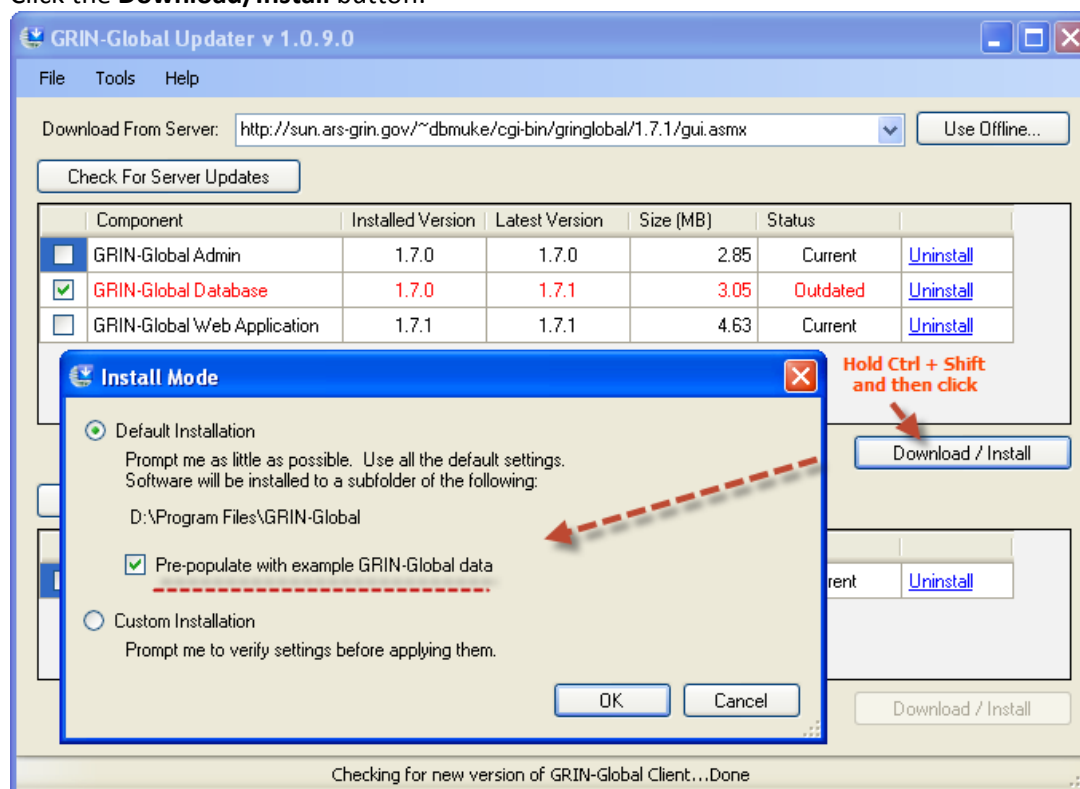 Click the Download/Install button.
GRIN-Global Updater v 1.0.9.0
File Tools Help
Download From Server: http://sun.ars-grin.gov/~dbmuke/cgi-bin/gringlobal/1.7.1/gui.asmx Use Offline...
Check For Server Updates
Component Installed Version Latest Version Size (MB) Status
GRIN-Global Admin 1.7.0 1.7.0 2.85 Current Uninstall
GRIN-Global Database 1.7.0 1.7.1 3.05 Outdated Uninstall
GRIN-Global Web Application 1.7.1 1.7.1 4.63 Current Uninstall
Hold Ctrl + Shift
and then click
Download / Install
Install Mode
Default Installation
Prompt me as little as possible. Use all the default settings.
Software will be installed to a subfolder of the following:
D:\Program Files\GRIN-Global
Pre-populate with example GRIN-Global data
rent Uninstall
Custom Installation
Prompt me to verify settings before applying them.
OK Cancel
Download / Install
Checking for new version of GRIN-Global Client...Done